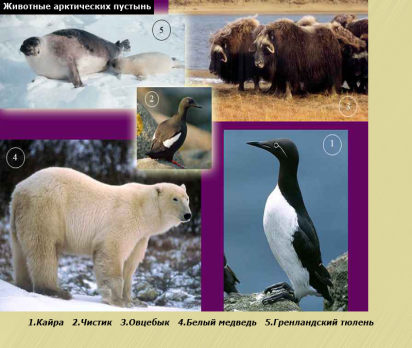 Животные арктических пустынь
5
2
3
1
4
1.Кайра 2.Чистик 3.Овцебык 4.Белый медведь 5.Гренландский тюлень